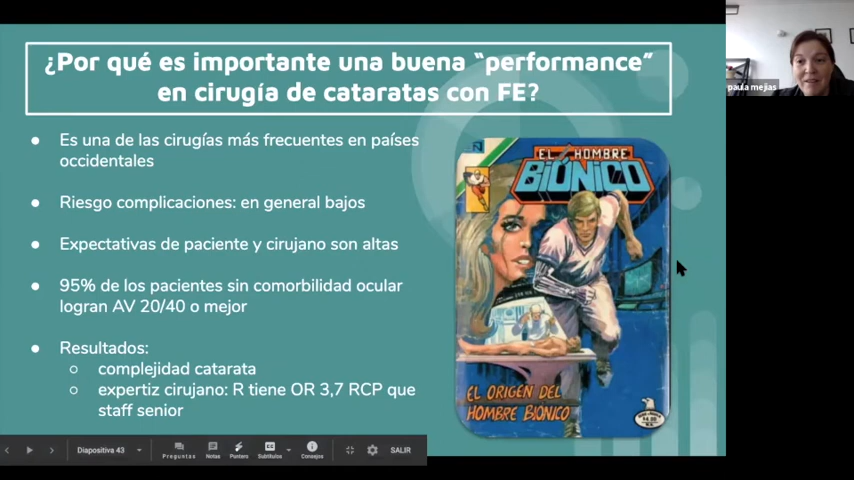 ¿Por qué es importante una buena “performance”
en cirugía de cataratas con FE?
● Es una de las cirugías más frecuentes en países
occidentales
● Riesgo complicaciones: en general bajos
● Expectativas de paciente y cirujano son altas
● 95% de los pacientes sin comorbilidad ocular
logran AV 20/40 o mejor
● Resultados:
○ complejidad catarata
○ expertiz cirujano: R tiene OR 3,7 RCP que
staff senior
EL HOMBRE
BIÓNICO
EL ORIGEN DEL
HOMBRE BIONICO
paula mejias
Diapositiva 43
Preguntas
Notas
Puntero
Subtítulos
Consejos
SALIR